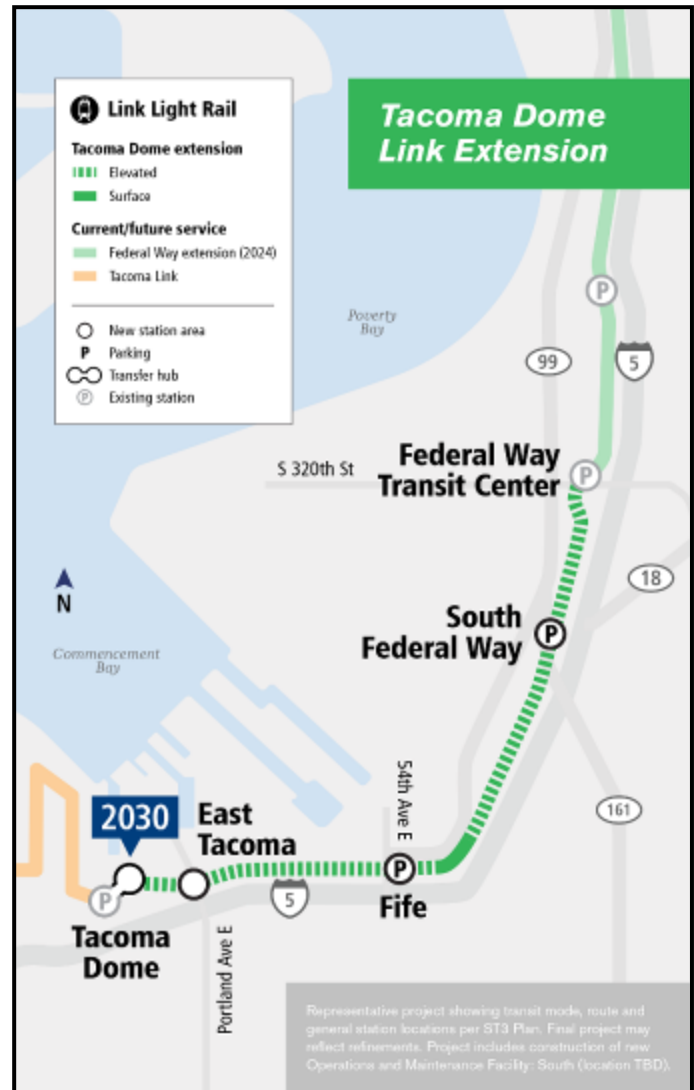 Link Light Rail
Tacoma Dome extension
Elevated
Surface
Current/future service
Federal Way extension (2024)
Tacoma Link
New station area
P
Parking
Transfer hub
P
Existing station
Tacoma Dome
Link Extension
P
Poverty
Bay
99
5
S 320th St
Federal Way
Transit Center
P
18
N
South
Federal Way
P
Commencement
Bay
54th Ave E
161
2030
East
Tacoma
P
P
5
Fife
Tacoma
Dome
Portland Ave E
Representative project showing transit mode, route and
general station locations per ST3 Plan. Final project may
reflect refinements. Project includes construction of new
Operations and Maintenance Facility: South (location TBD).